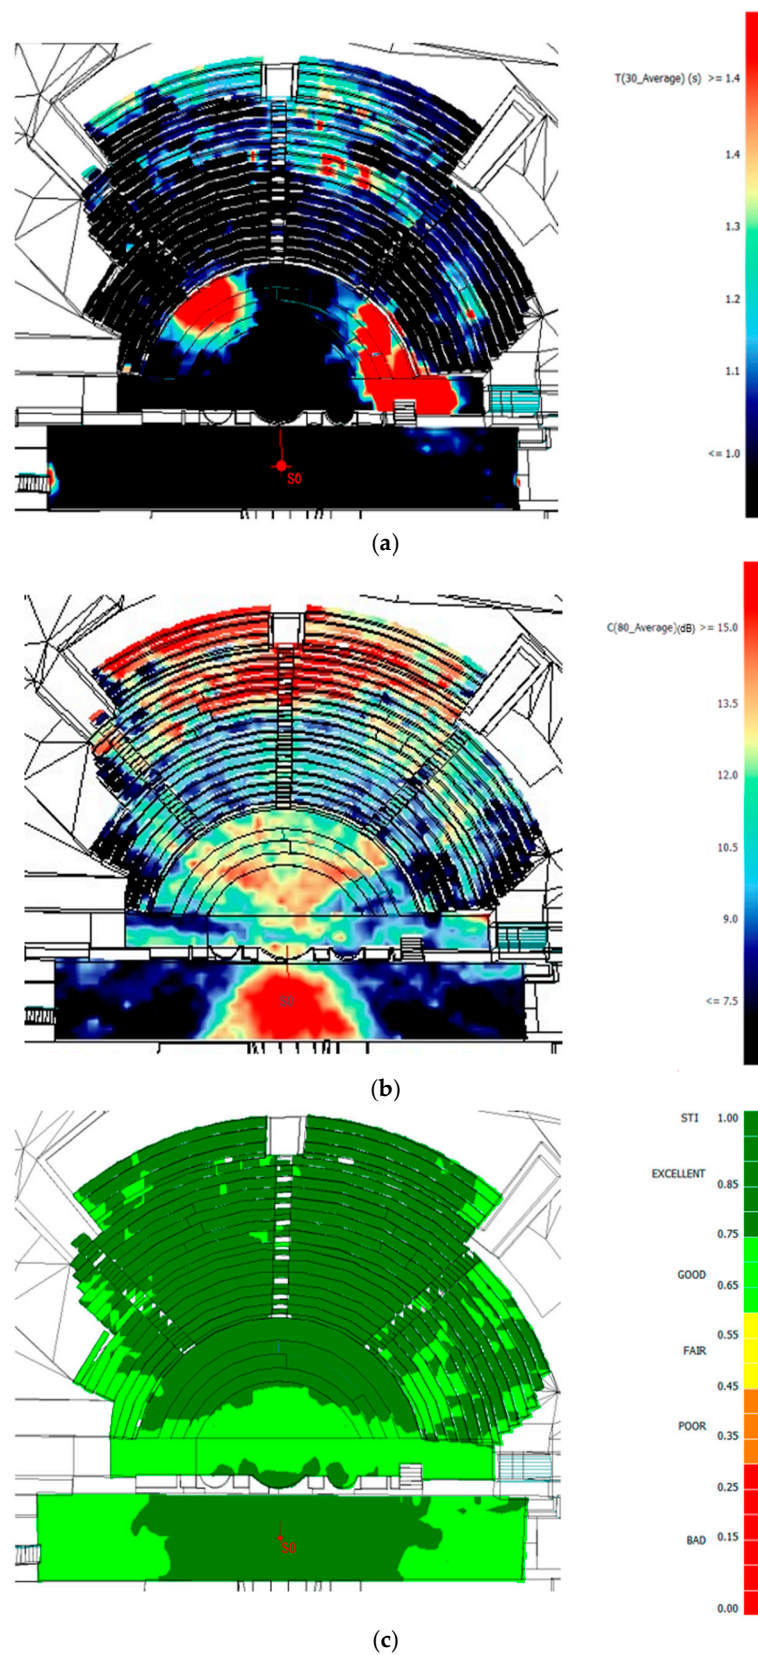 T(30_Average) (s) >= 1.4
1.4
1.3
1.2
1.1
<= 1.0
S0
(a)
C(80_Average)(dB) >= 15.0
13.5
12.0
10.5
9.0
<= 7.5
S0
(b)
STI 1.00
EXCELLENT
0.85
0.75
GOOD
0.65
0.55
FAIR
0.45
POOR
0.35
0.25
BAD 0.15
0.00
S0
(c)